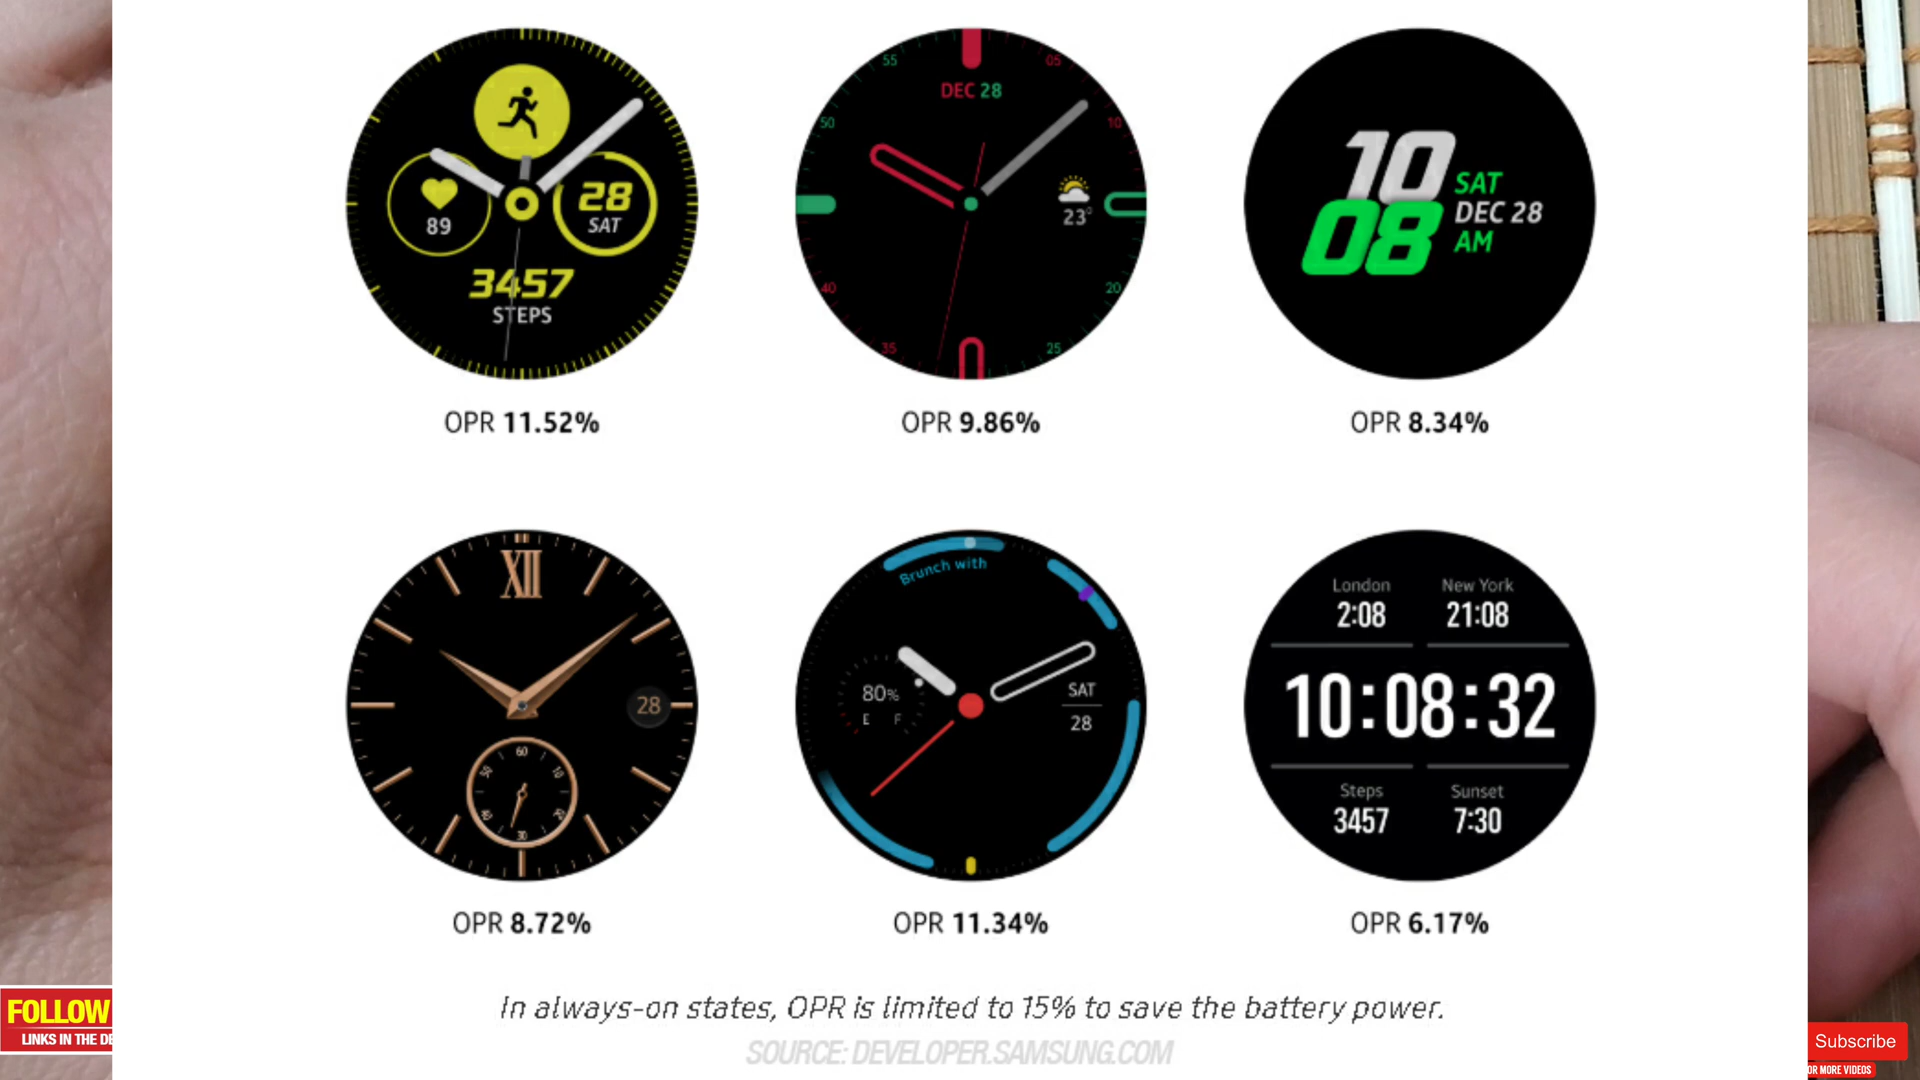 89
28
SAT
3457
STEPS
OPR 11.52%
55
05
DEC 28
50
10
23°
40
20
35
25
OPR 9.86%
10
08
SAT
DEC 28
AM
OPR 8.34%
XII
28
60
50
10
30
OPR 8.72%
Brunch with
80%
E F
SAT
28
OPR 11.34%
London
New York
2:08
21:08
10:08:32
Steps
Sunset
3457
7:30
OPR 6.17%
In always-on states, OPR is limited to 15% to save the battery power.
SOURCE: DEVELOPER.SAMSUNG.COM
FOLLOW
LINKS IN THE DE
Subscribe
OR MORE VIDEOS